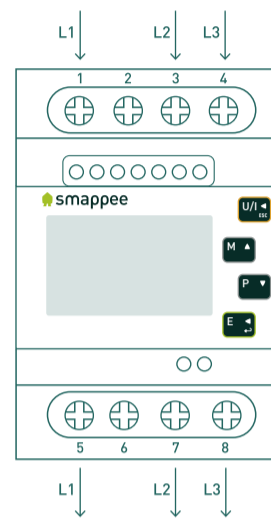 L1 L2 L3
1 2 3 4
smappee
U/I ◄
ESC
M ▲
P ▼
E ◄
↵
5 6 7 8
L1 L2 L3